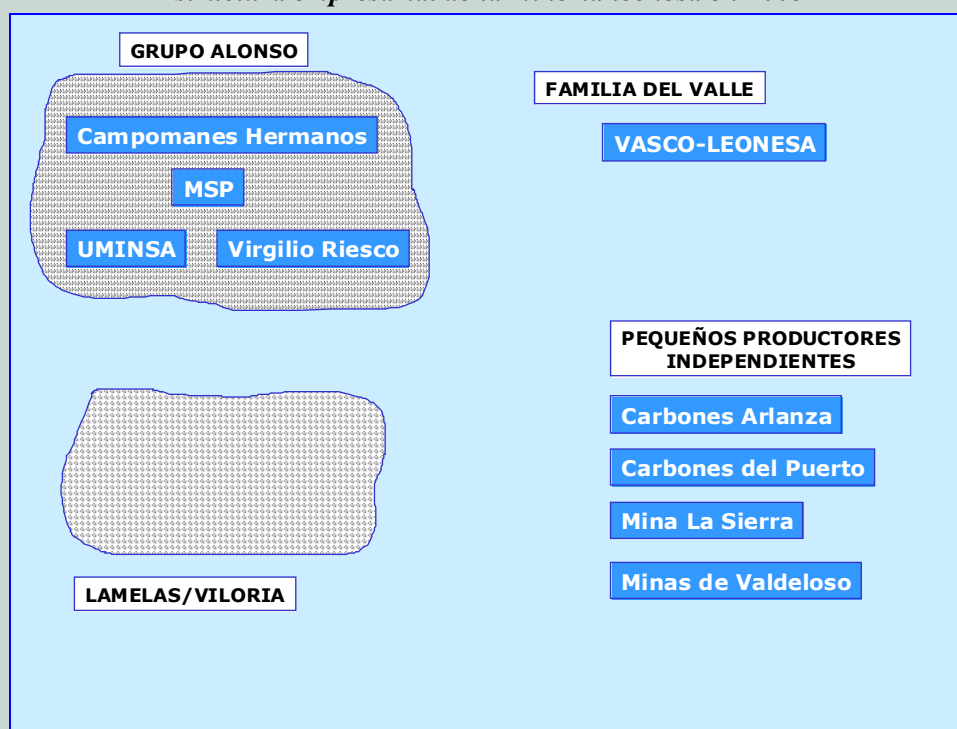 GRUPO ALONSO
Campomanes Hermanos
MSP
UMINSA
Virgilio Riesco
FAMILIA DEL VALLE
VASCO-LEONESA
LAMELAS/VILORIA
PEQUEÑOS PRODUCTORES
INDEPENDIENTES
Carbones Arlanza
Carbones del Puerto
Mina La Sierra
Minas de Valdeloso